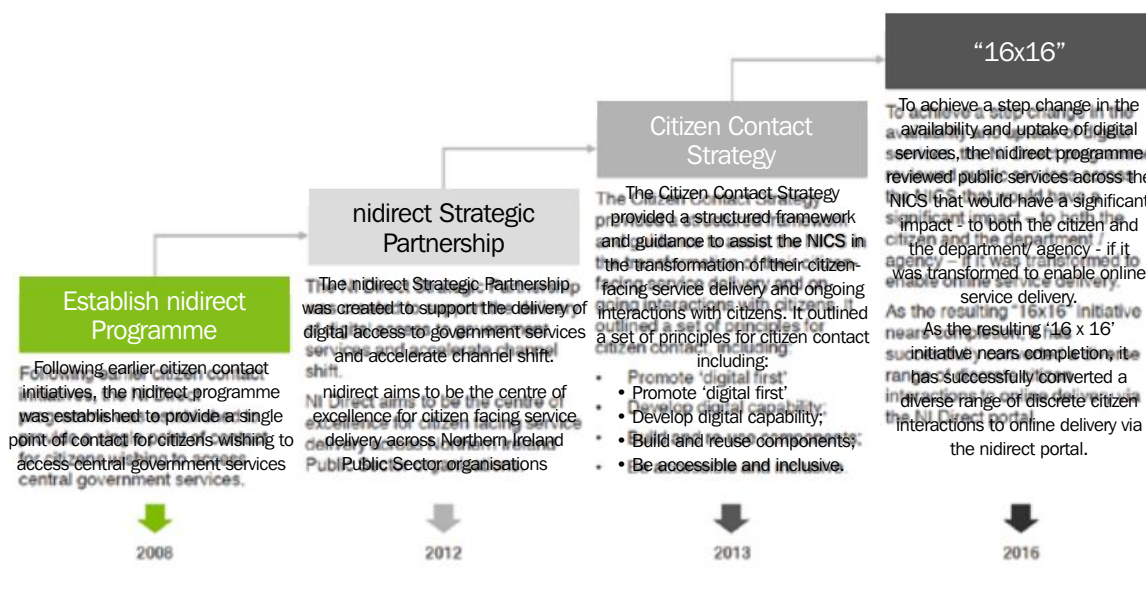 Establish nidirect
Programme
Following earlier citizen contact
initiatives, the nidirect programme
was established to provide a single
point of contact for citizens wishing to
access central government services
central government services.
2008
nidirect Strategic
Partnership
The nidirect Strategic Partnership
was created to support the delivery of
digital access to government services
and accelerate channel shift.
shift.
nidirect aims to be the centre of
excellence for citizen facing service
delivery across Northern Ireland
Public Sector organisations
2012
Citizen Contact
Strategy
The Citizen Contact Strategy
provided a structured framework
and guidance to assist the NICS in
the transformation of their citizen-
facing service delivery and ongoing
interactions with citizens. It outlined
a set of principles for citizen contact
including:
• Promote 'digital first'
• Develop digital capability;
• Build and reuse components;
• Be accessible and inclusive.
2013
“16x16”
To achieve a step change in the
availability and uptake of digital
services, the nidirect programme
reviewed public services across the
NICS that would have a significant
impact - to both the citizen and
the department/ agency - if it
was transformed to enable online
service delivery.
As the resulting "16x16" initiative
As the resulting ‘16 x 16’
initiative nears completion, it
has successfully converted a
diverse range of discrete citizen
interactions to online delivery via
the nidirect portal.
2016